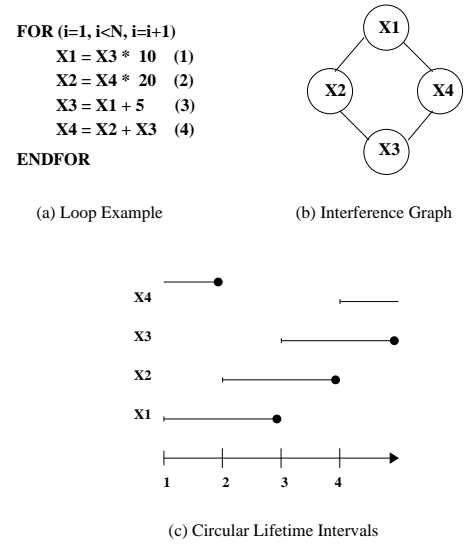 FOR (i=1, i<N, i=i+1)
X1 = X3 * 10 (1)
X2 = X4 * 20 (2)
X3 = X1 + 5 (3)
X4 = X2 + X3 (4)
ENDFOR
(a) Loop Example
X1
X2
X4
X3
(b) Interference Graph
X4
X3
X2
X1
1 2 3 4
(c) Circular Lifetime Intervals